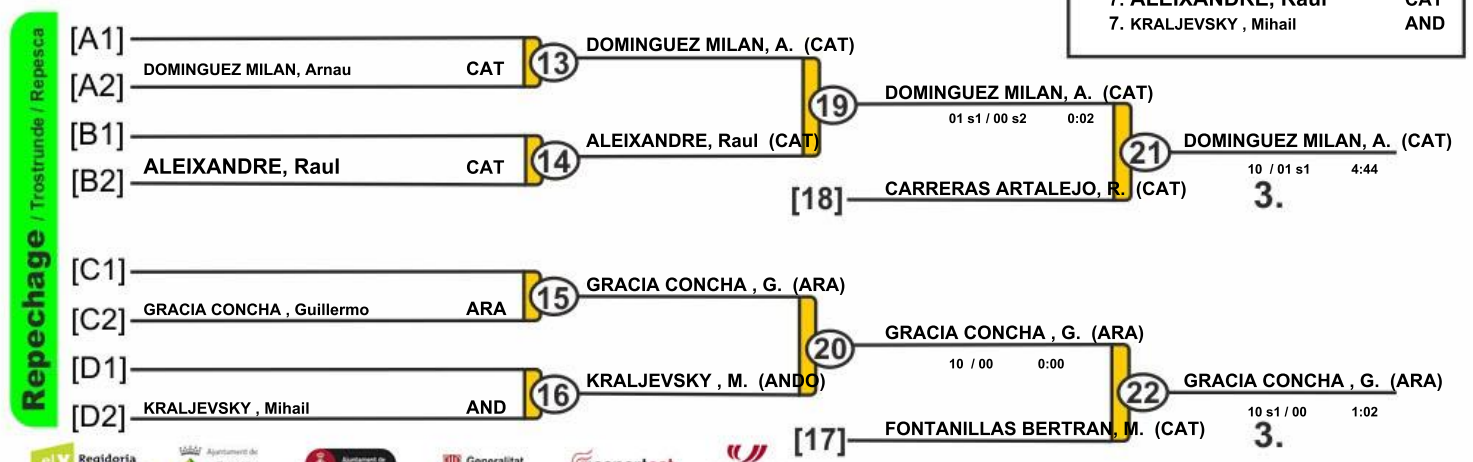 7. ALEIXANDRE, Raul CAT
7. KRALJEVSKY , Mihail AND
Repechage / Trostrunde / Repesca
[A1]
DOMINGUEZ MILAN, Arnau CAT
[A2]
13
DOMINGUEZ MILAN, A. (CAT)
[B1]
ALEIXANDRE, Raul CAT
[B2]
14
ALEIXANDRE, Raul (CAT)
19
DOMINGUEZ MILAN, A. (CAT)
01 s1 / 00 s2 0:02
[18]
CARRERAS ARTALEJO, R. (CAT)
21
DOMINGUEZ MILAN, A. (CAT)
10 / 01 s1 4:44
3.
[C1]
GRACIA CONCHA , Guillermo ARA
[C2]
15
GRACIA CONCHA , G. (ARA)
[D1]
KRALJEVSKY , Mihail AND
[D2]
16
KRALJEVSKY , M. (ANDO)
20
GRACIA CONCHA , G. (ARA)
10 / 00 0:00
[17]
FONTANILLAS BERTRAN, M. (CAT)
22
GRACIA CONCHA , G. (ARA)
10 s1 / 00 1:02
3.
Regidoria
Ajuntament de
Ajuntament de
Generalitat